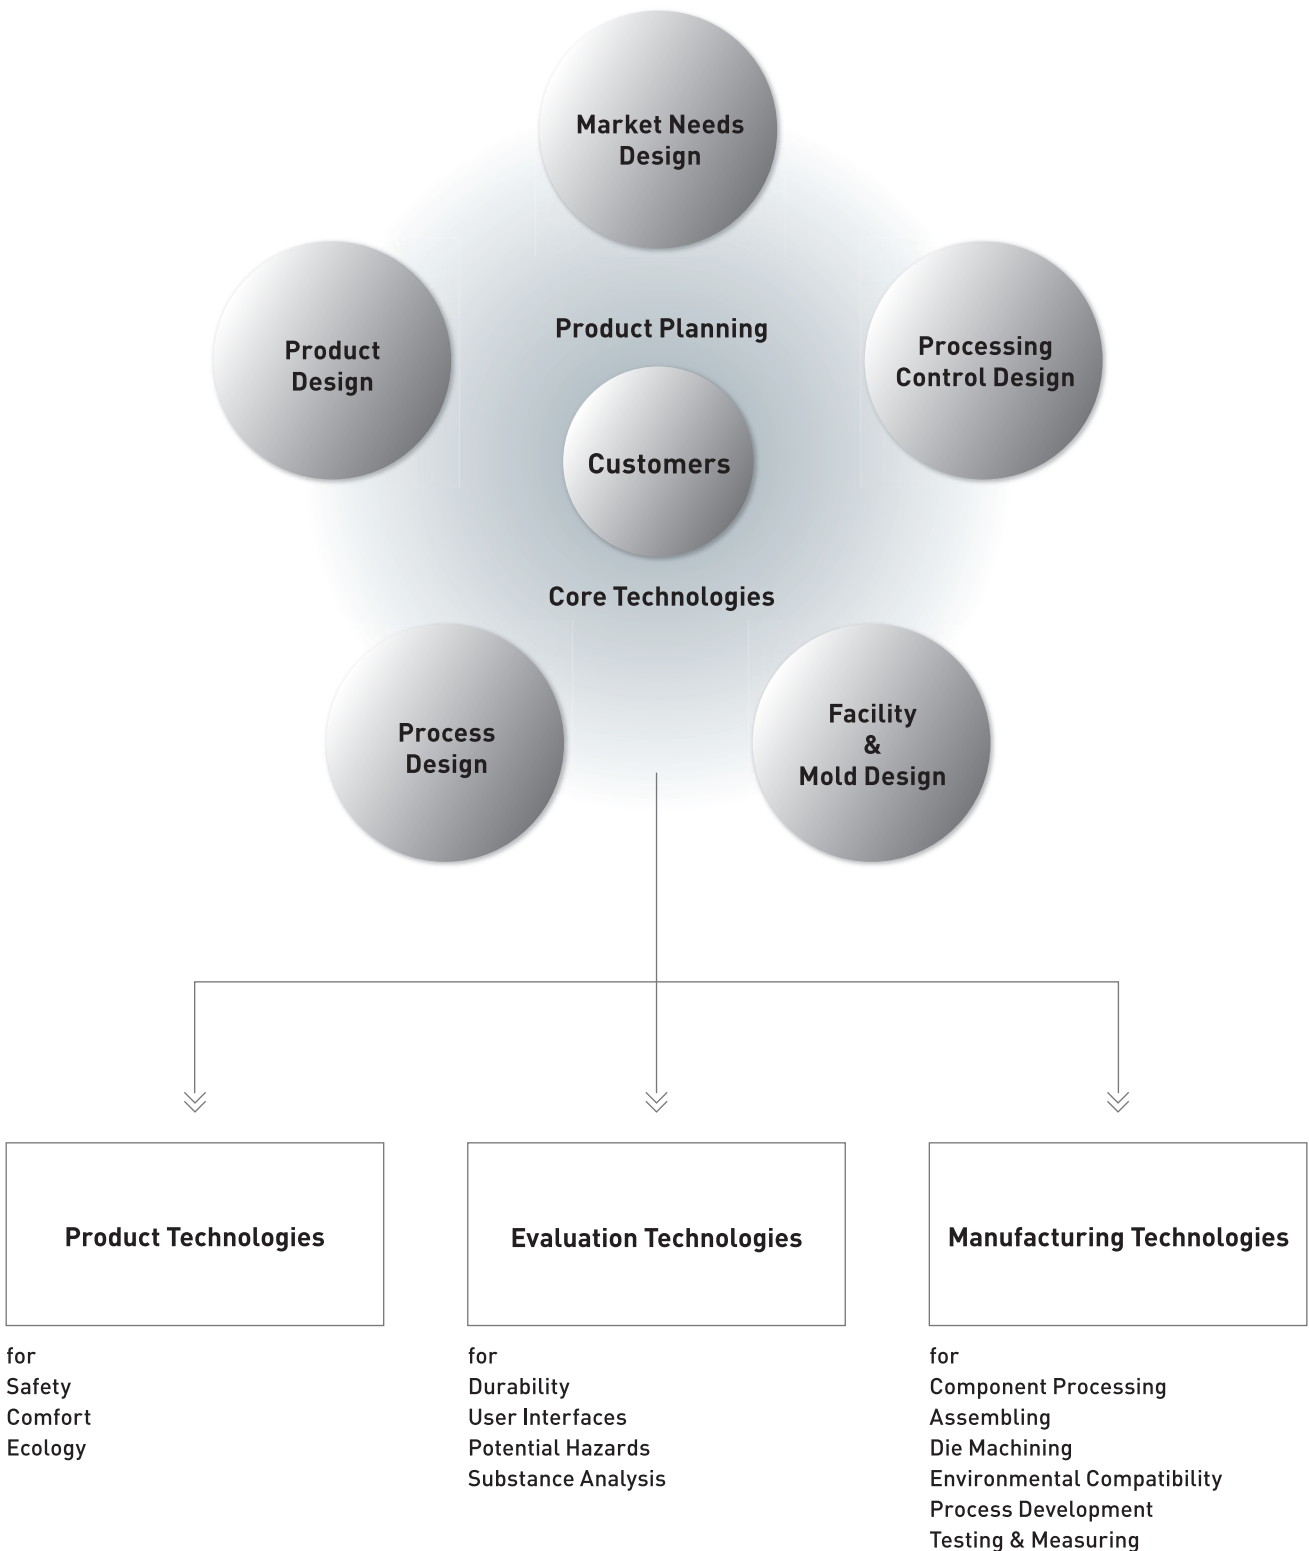 Market Needs
Design
Product
Design
Product Planning
Processing
Control Design
Customers
Core Technologies
Process
Design
Facility
&
Mold Design
Product Technologies
Evaluation Technologies
Manufacturing Technologies
for
Safety
Comfort
Ecology
for
Durability
User Interfaces
Potential Hazards
Substance Analysis
for
Component Processing
Assembling
Die Machining
Environmental Compatibility
Process Development
Testing & Measuring